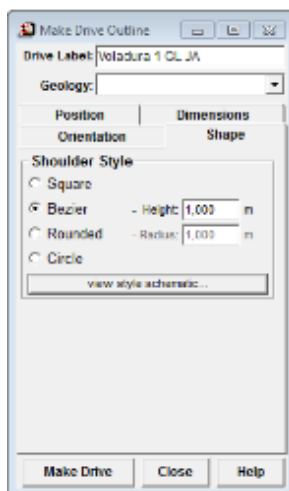 Make Drive Outline
Drive Label: Voladura 1 GL JA
Geology:
Position Dimensions
Orientation Shape
Shoulder Style
Square
Bezier - Height: 1,000 m
Rounded - Radius: 1,000 m
Circle
view style schematic...
Make Drive Close Help